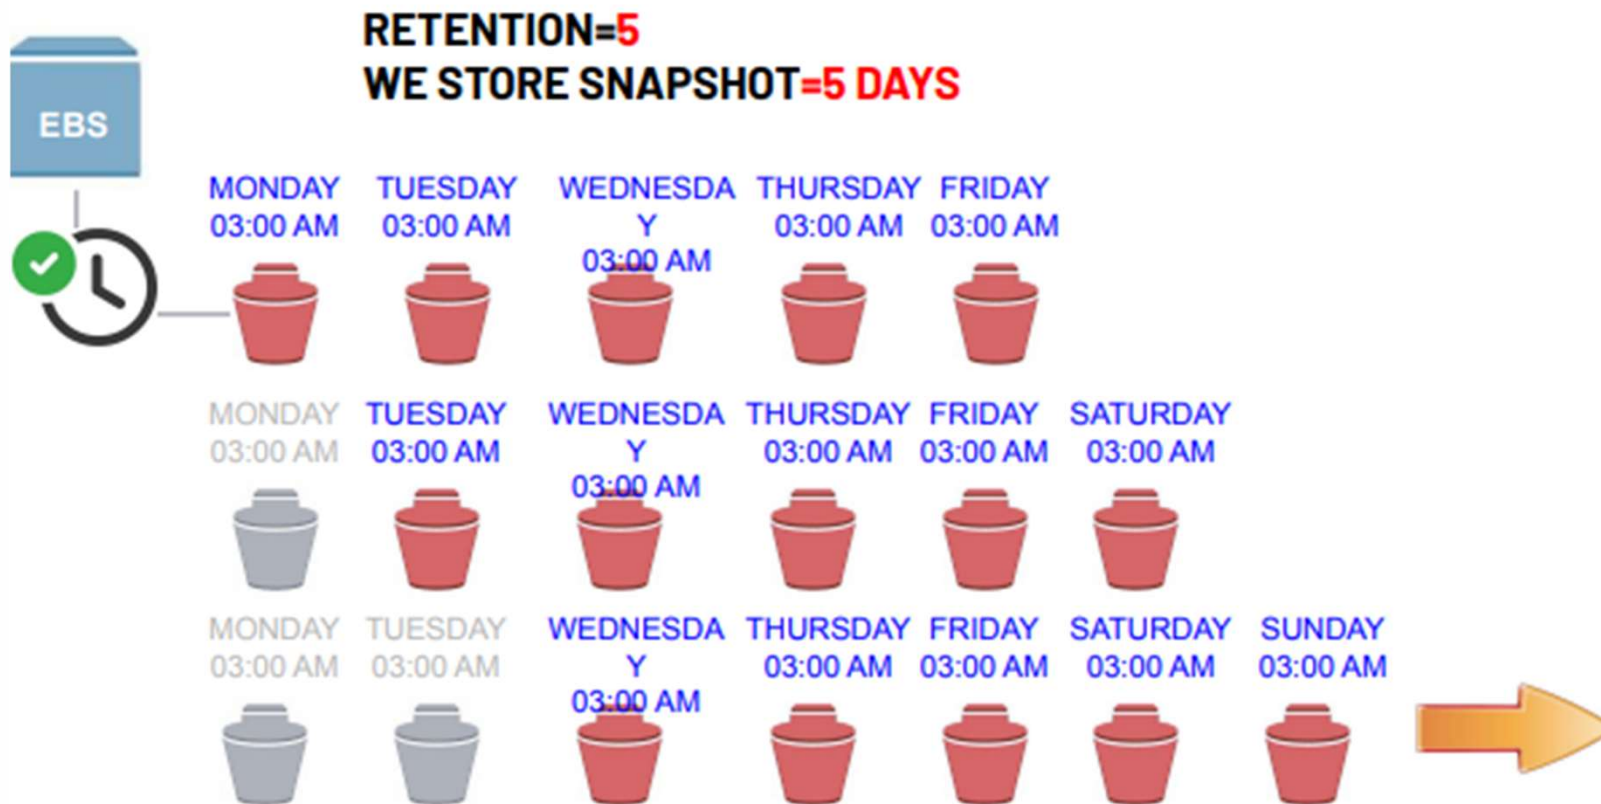 RETENTION=5
WE STORE SNAPSHOT=5 DAYS
EBS
MONDAY TUESDAY WEDNESDA THURSDAY FRIDAY
03:00 AM 03:00 AM Y 03:00 AM 03:00 AM
03:00 AM
MONDAY TUESDAY WEDNESDA THURSDAY FRIDAY SATURDAY
03:00 AM 03:00 AM Y 03:00 AM 03:00 AM 03:00 AM
03:00 AM
MONDAY TUESDAY WEDNESDA THURSDAY FRIDAY SATURDAY SUNDAY
03:00 AM 03:00 AM Y 03:00 AM 03:00 AM 03:00 AM 03:00 AM
03:00 AM